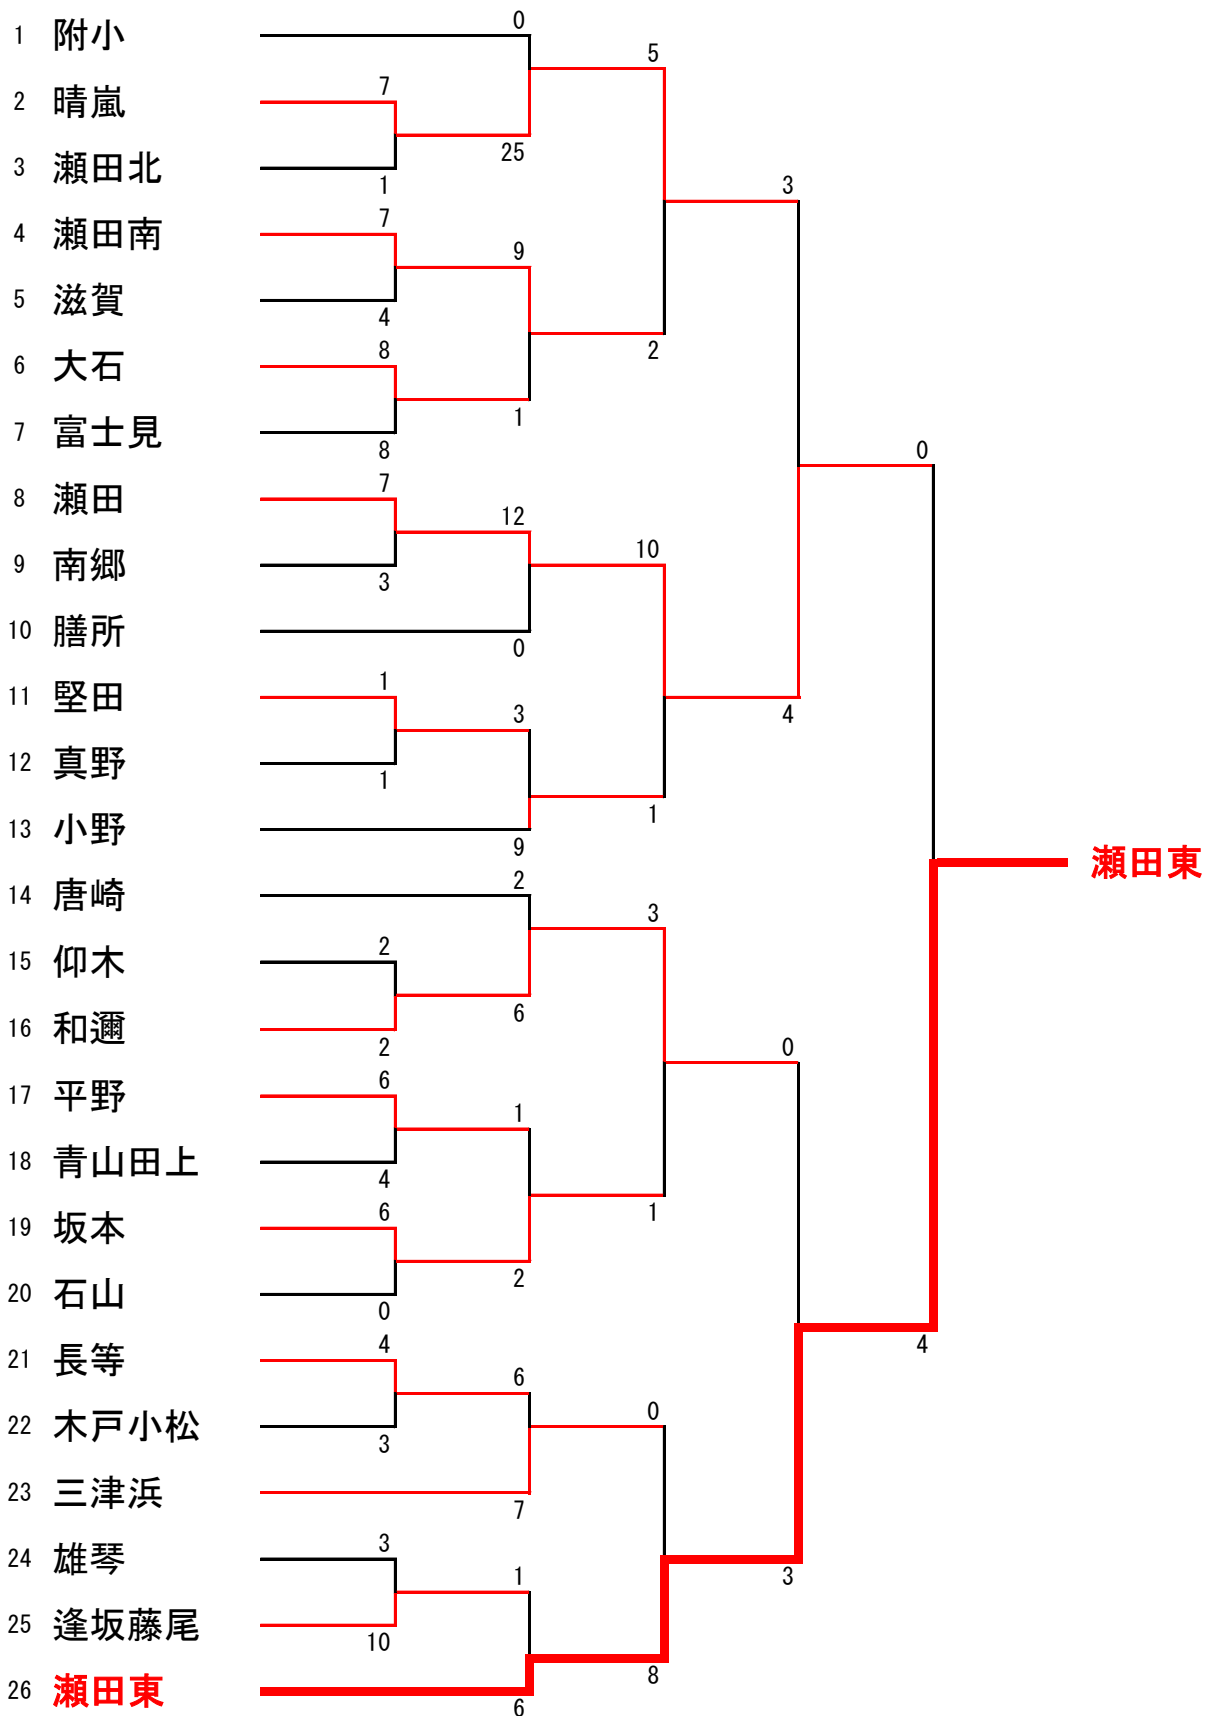 0
1 附小
5
7
2 晴嵐
25
3 瀬田北
1
3
7
4 瀬田南
9
5 滋賀
4
8
2
6 大石
1
7 富士見
8
0
7
8 瀬田
12
10
9 南郷
3
10 膳所
0
1
11 堅田
3
4
12 真野
1
1
13 小野
9
瀬田東
2
14 唐崎
3
2
15 仰木
6
16 和邇
2
0
6
17 平野
1
18 青山田上
4
6
1
19 坂本
2
20 石山
0
4
4
21 長等
6
0
22 木戸小松
3
23 三津浜
7
3
24 雄琴
1
3
25 逢坂藤尾
10
8
26 瀬田東
6